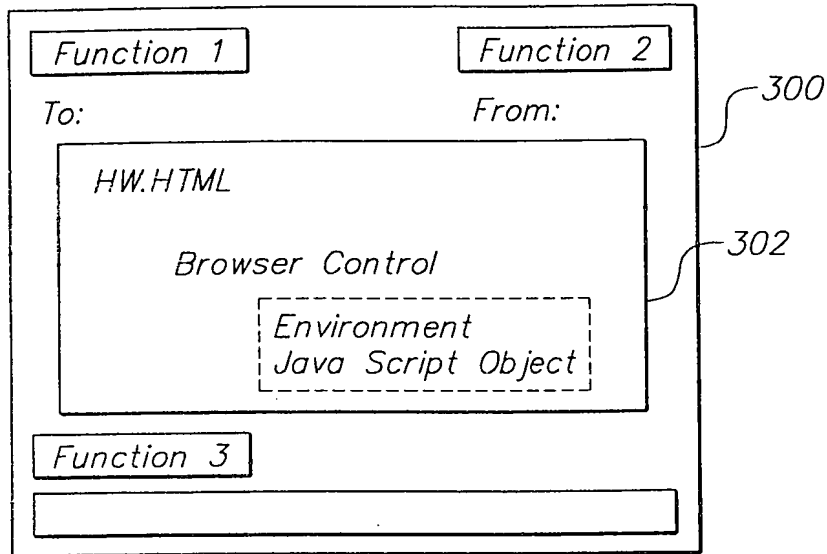 Function 1
Function 2
To:
From:
300
HW.HTML
302
Browser Control
Environment
Java Script Object
Function 3